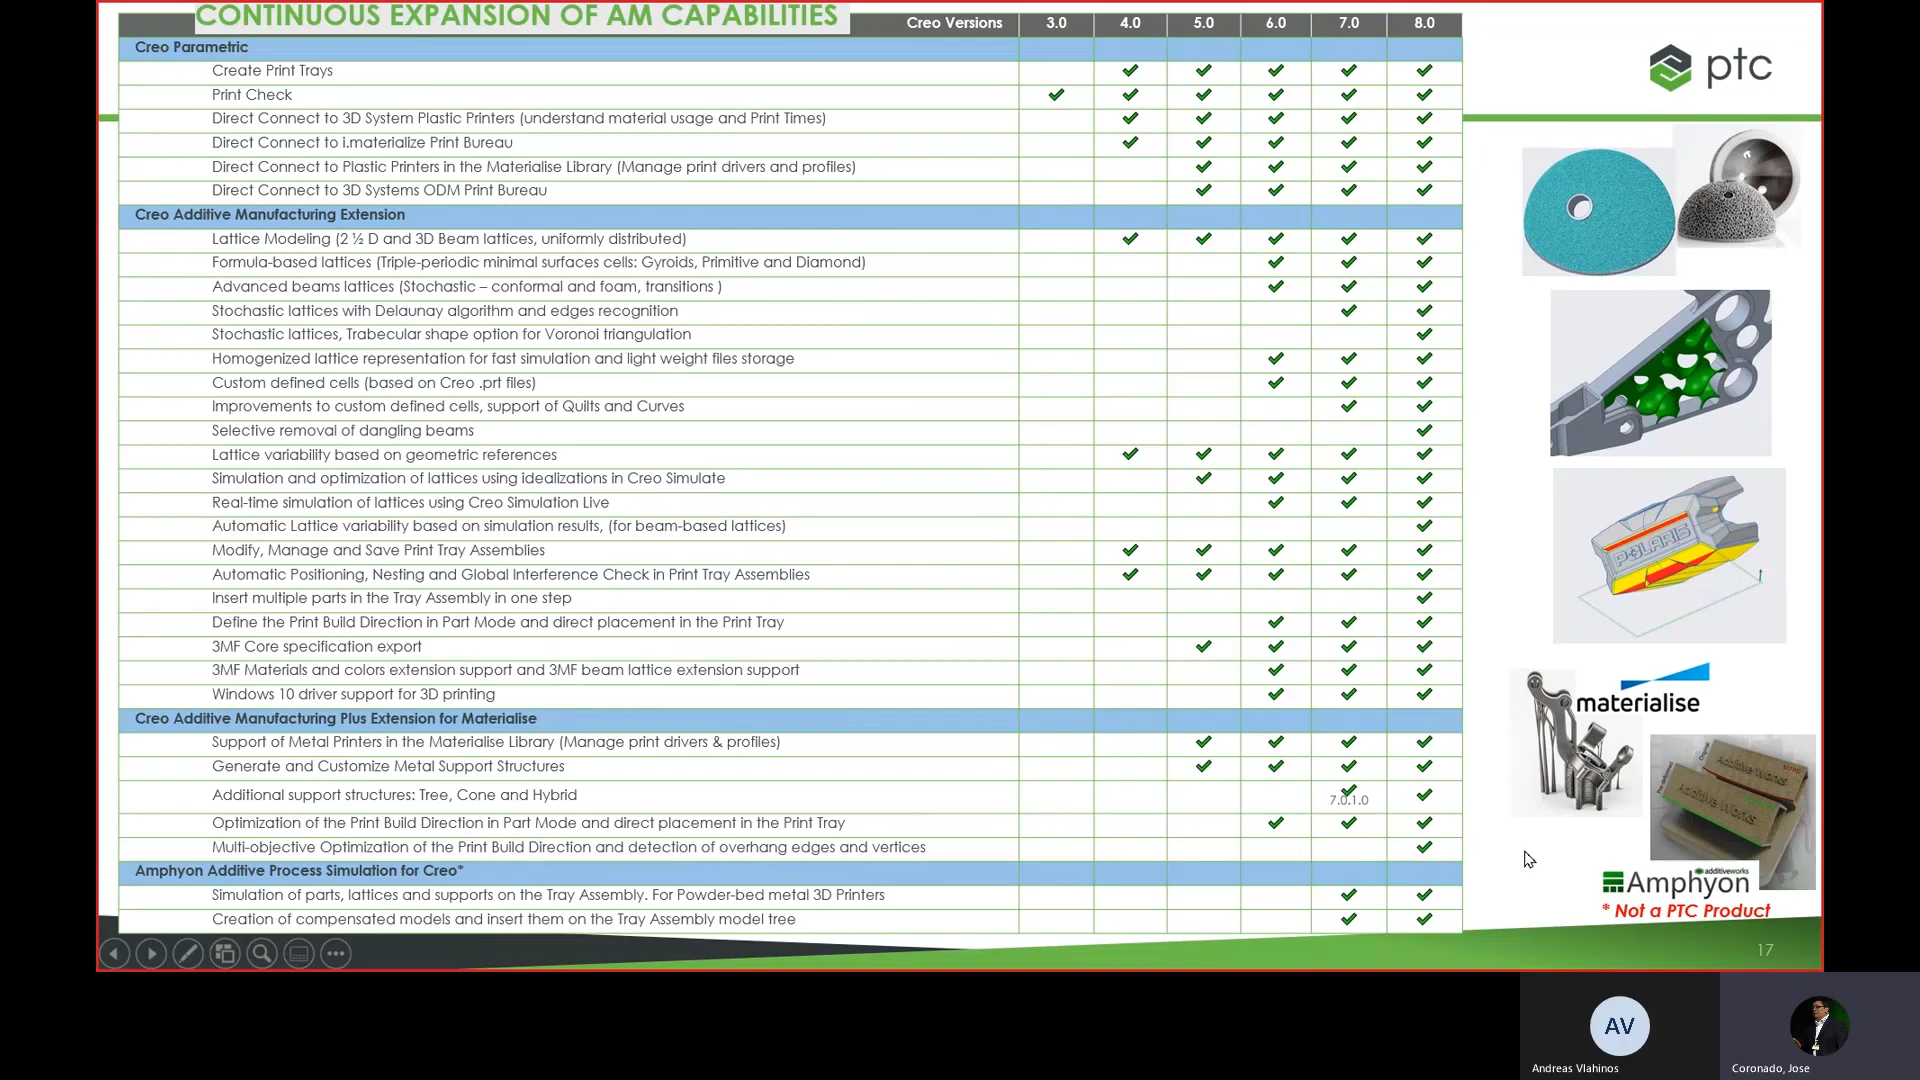 CONTINUOUS EXPANSION OF AM CAPABILITIES
Creo Versions 3.0 4.0 5.0 6.0 7.0 8.0
Creo Parametric
Create Print Trays
Print Check
Direct Connect to 3D System Plastic Printers (understand material usage and Print Times)
Direct Connect to i.materialize Print Bureau
Direct Connect to Plastic Printers in the Materialise Library (Manage print drivers and profiles)
Direct Connect to 3D Systems ODM Print Bureau
Creo Additive Manufacturing Extension
Lattice Modeling (2 ½ D and 3D Beam lattices, uniformly distributed)
Formula-based lattices (Triple-periodic minimal surfaces cells: Gyroids, Primitive and Diamond)
Advanced beams lattices (Stochastic – conformal and foam, transitions )
Stochastic lattices with Delaunay algorithm and edges recognition
Stochastic lattices, Trabecular shape option for Voronoi triangulation
Homogenized lattice representation for fast simulation and light weight files storage
Custom defined cells (based on Creo .prt files)
Improvements to custom defined cells, support of Quilts and Curves
Selective removal of dangling beams
Lattice variability based on geometric references
Simulation and optimization of lattices using idealizations in Creo Simulate
Real-time simulation of lattices using Creo Simulation Live
Automatic Lattice variability based on simulation results, (for beam-based lattices)
Modify, Manage and Save Print Tray Assemblies
Automatic Positioning, Nesting and Global Interference Check in Print Tray Assemblies
Insert multiple parts in the Tray Assembly in one step
Define the Print Build Direction in Part Mode and direct placement in the Print Tray
3MF Core specification export
3MF Materials and colors extension support and 3MF beam lattice extension support
Windows 10 driver support for 3D printing
Creo Additive Manufacturing Plus Extension for Materialise
Support of Metal Printers in the Materialise Library (Manage print drivers & profiles)
Generate and Customize Metal Support Structures
Additional support structures: Tree, Cone and Hybrid
7.0.1.0
Optimization of the Print Build Direction in Part Mode and direct placement in the Print Tray
Multi-objective Optimization of the Print Build Direction and detection of overhang edges and vertices
Amphyon Additive Process Simulation for Creo*
Simulation of parts, lattices and supports on the Tray Assembly. For Powder-bed metal 3D Printers
Creation of compensated models and insert them on the Tray Assembly model tree
ptc
POLARIS
materialise
Original
scrap
Additive Works
Pre-deformed
Additive Works
additiveworks
Amphyon
* Not a PTC Product
17
AV
Andreas Vlahinos
Coronado, Jose